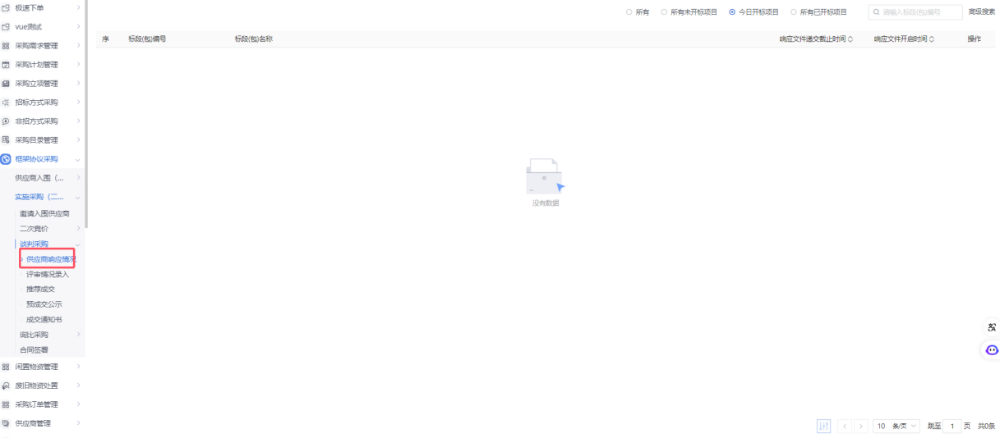 极速下单
所有 所有未开标项目 今日开标项目 所有已开标项目 请输入标段(包)编号 高级搜索
vue测试
序 标段(包)编号 标段(包)名称 响应文件递交截止时间 响应文件开启时间 操作
采购需求管理
采购计划管理
采购立项管理
招标方式采购
非招方式采购
采购目录管理
框架协议采购
供应商入围（...
实施采购（二...
没有数据
邀请入围供应商
二次竞价
谈判采购
供应商响应情况
评审情况录入
推荐成交
预成交公示
成交通知书
询比采购
合同签署
闲置物资管理
废旧物资处置
采购订单管理
供应商管理
10 条/页 跳至 1 页 共0条